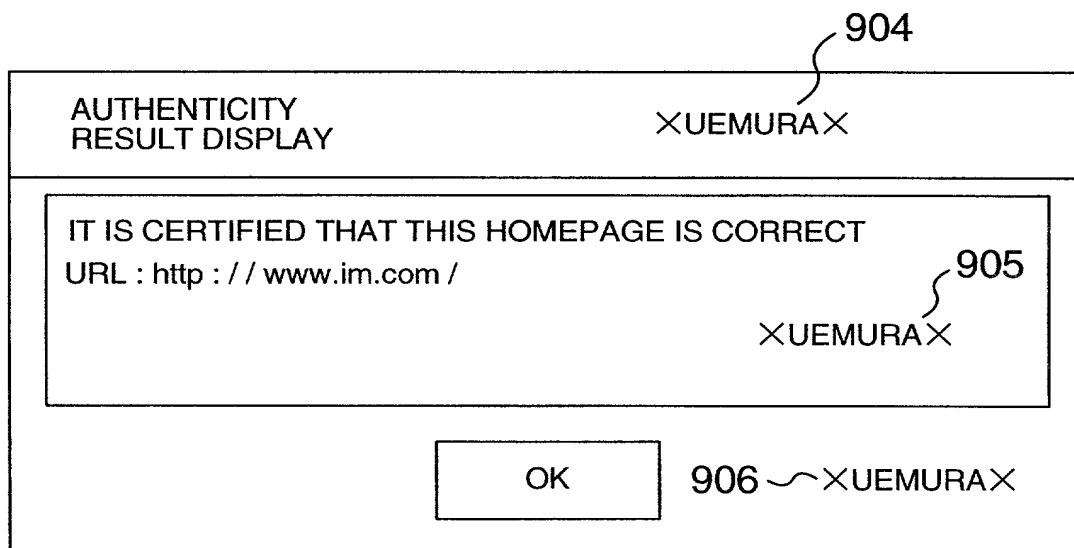 904
AUTHENTICITY
RESULT DISPLAY
×UEMURA×
IT IS CERTIFIED THAT THIS HOMEPAGE IS CORRECT
URL : http : / / www.im.com /
905
×UEMURA×
OK
906
×UEMURA×